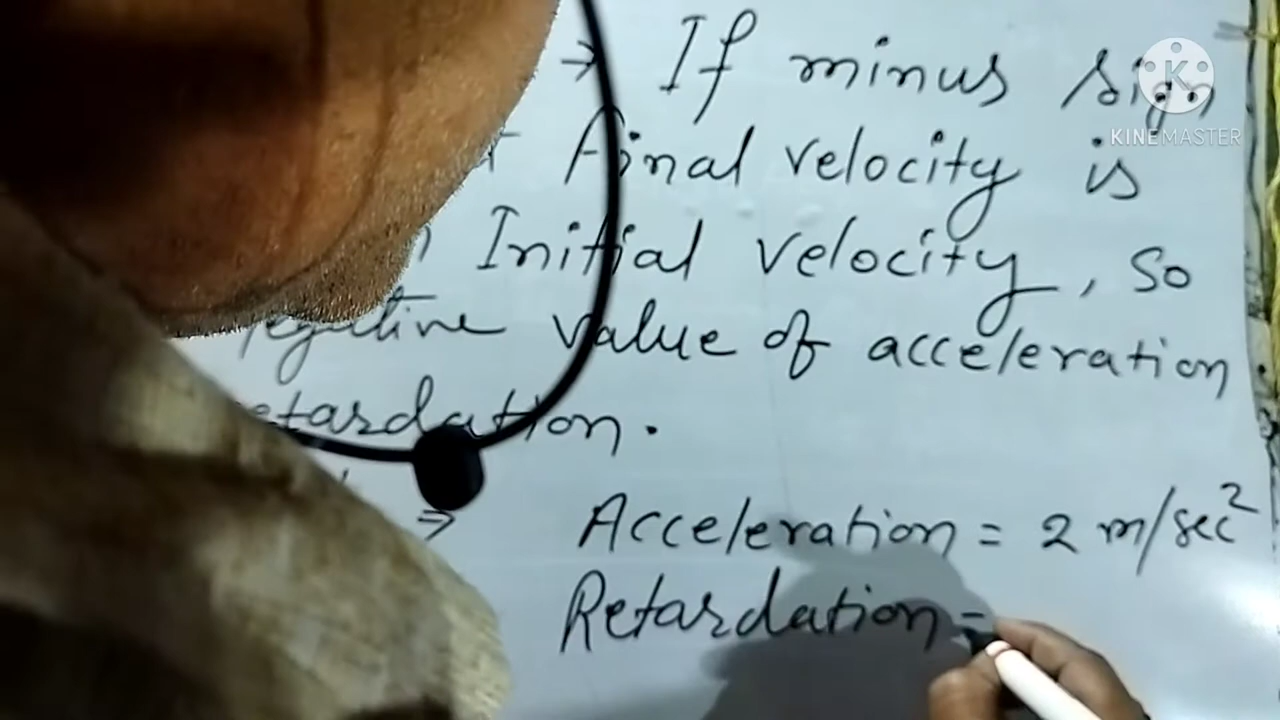 → If minus sign
final velocity is
Initial velocity, so
value of acceleration.
⇒ Acceleration = 2 m/sec²
Retardation =
K
KINEMASTER